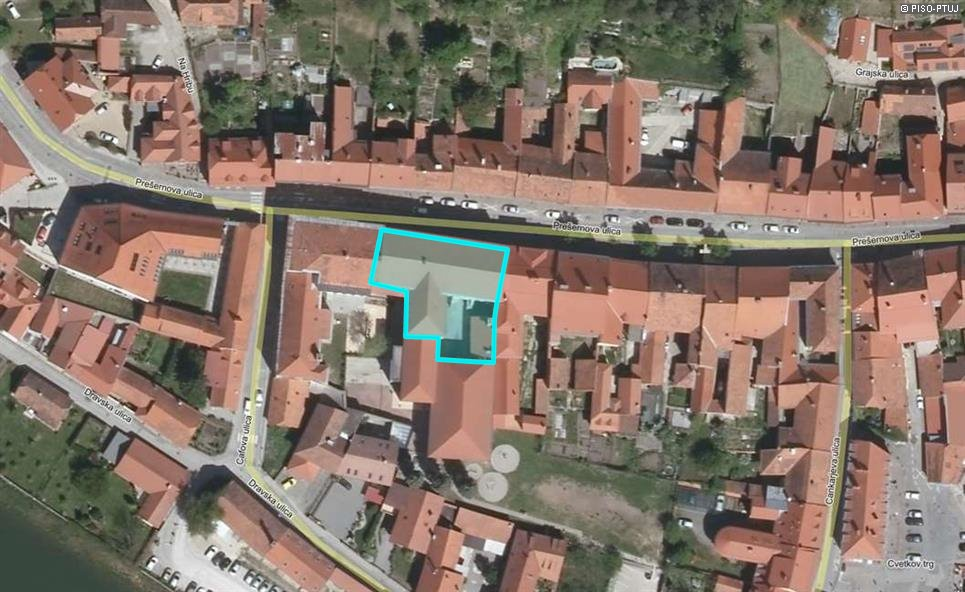 © PISO-PTUJ
Na Hribu
Grajska ulica
Prešernova ulica
Prešernova ulica
Prešernova ulica
Dravska ulica
Cafova ulica
Dravska ulica
Cankarjeva ulica
Cvetkov trg